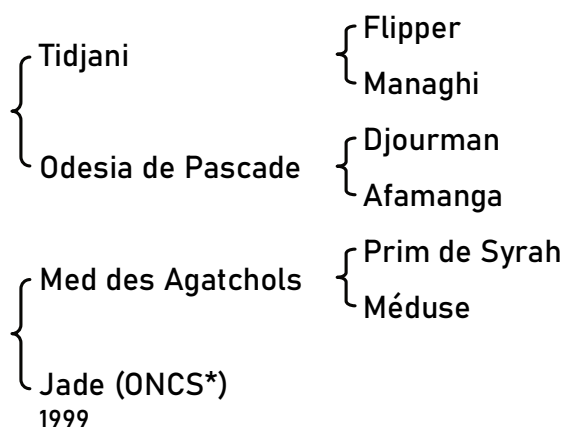 Flipper
Tidjani
Managhi
Djourman
Odesia de Pascade
Afamanga
Prim de Syrah
Med des Agatchols
Méduse
Jade (ONCS*)
1999